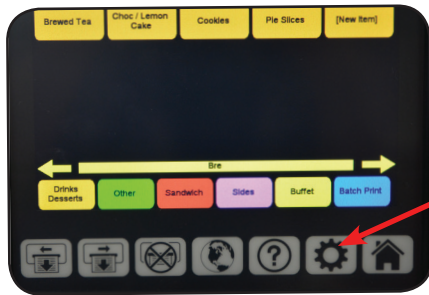 Brewed Tea
Choc / Lemon
Cake
Cookies
Pie Slices
[New Item]
Bre
Drinks
Desserts
Other
Sandwich
Sides
Buffet
Batch Print
?